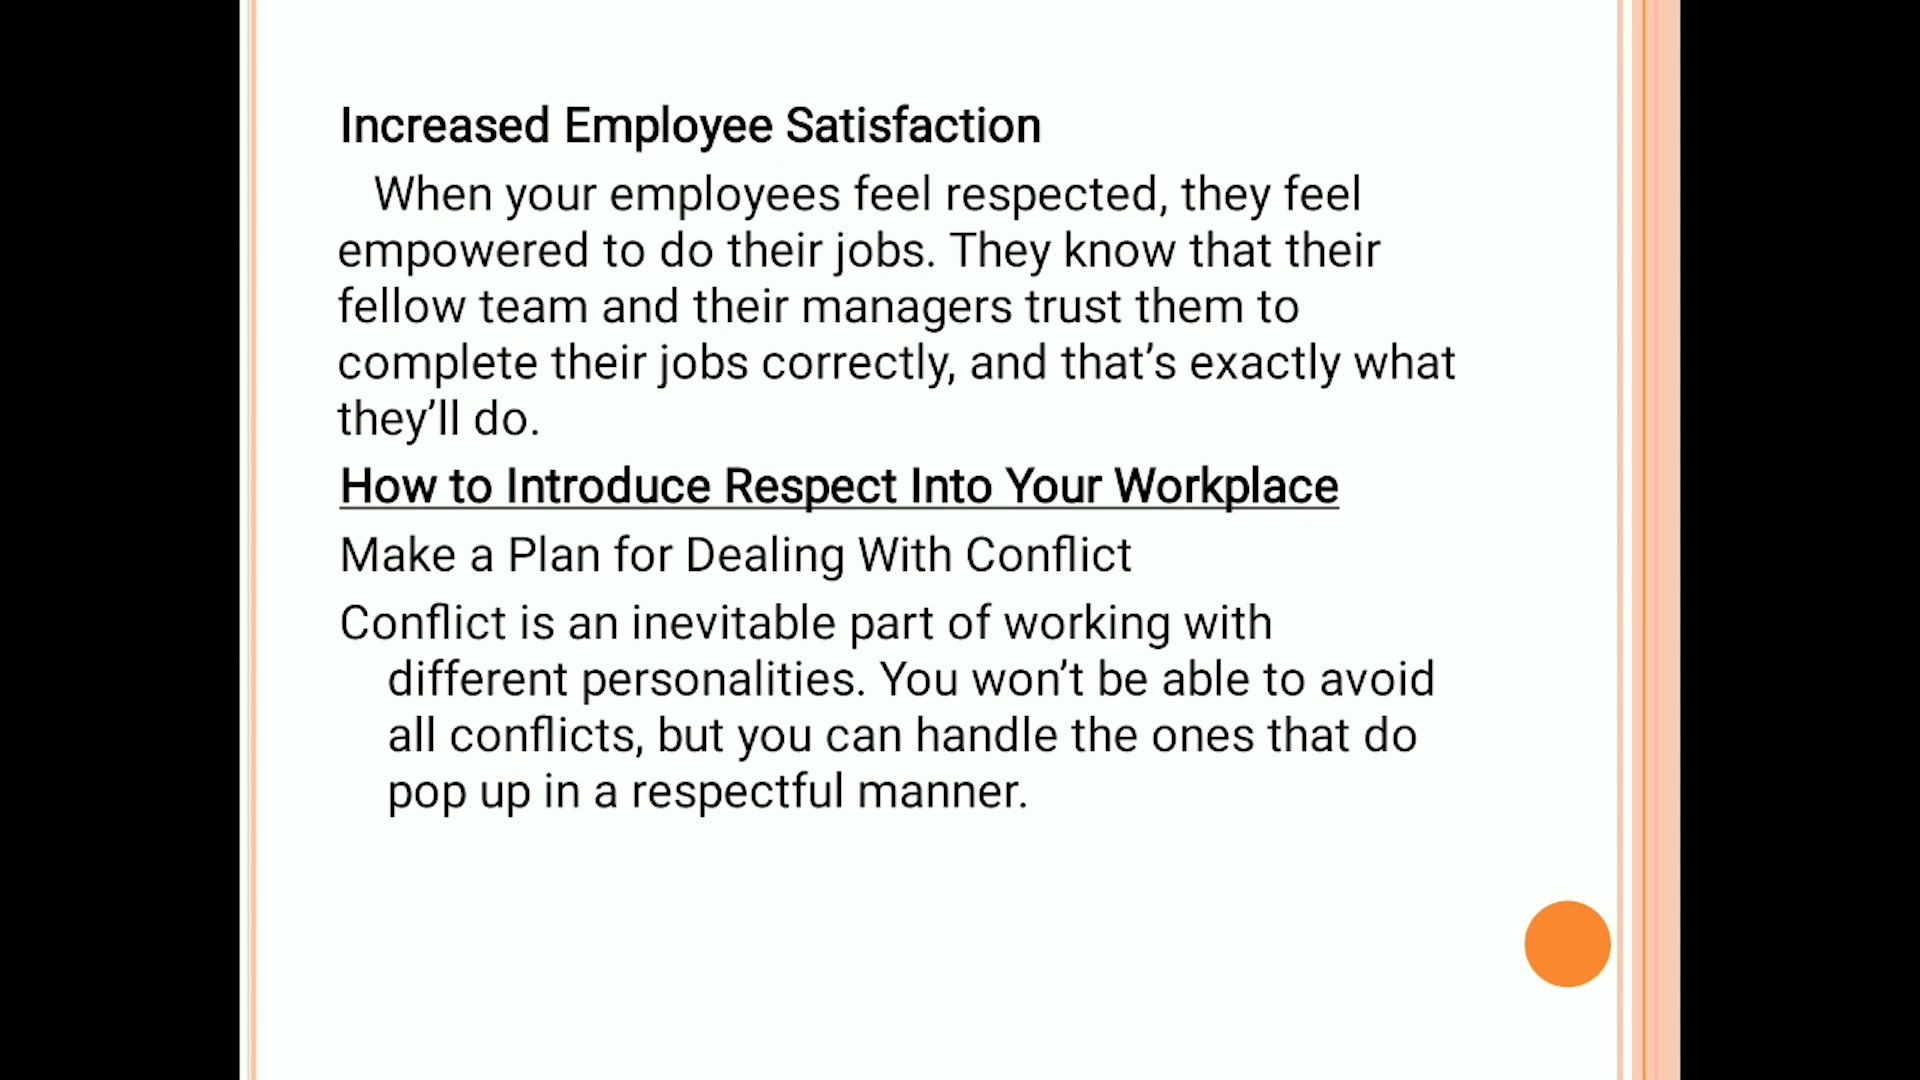 Increased Employee Satisfaction
When your employees feel respected, they feel
empowered to do their jobs. They know that their
fellow team and their managers trust them to
complete their jobs correctly, and that’s exactly what
they’ll do.
How to Introduce Respect Into Your Workplace
Make a Plan for Dealing With Conflict
Conflict is an inevitable part of working with
different personalities. You won’t be able to avoid
all conflicts, but you can handle the ones that do
pop up in a respectful manner.